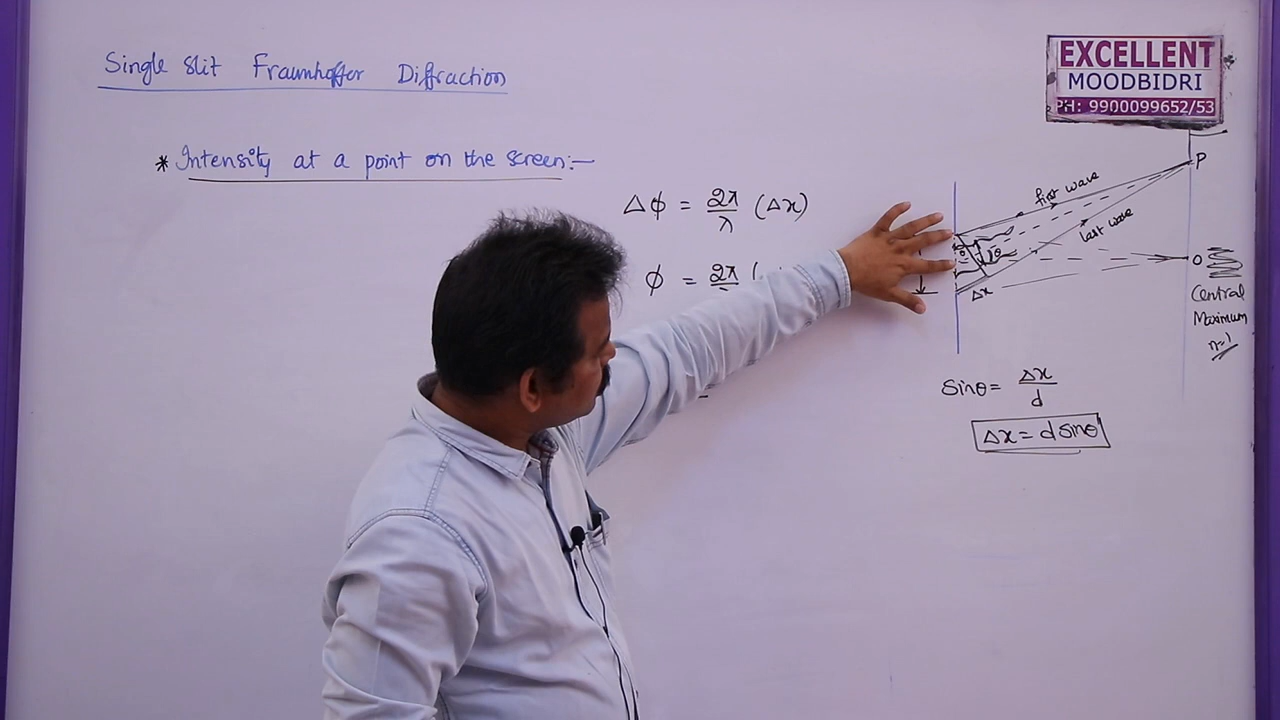 Single slit Fraunhoffer Diffraction
EXCELLENT
MOODBIDRI
PH: 9900099652/53
* Intensity at a point on the screen:-
Δϕ = 2π/λ (Δx)
ϕ = 2π
P
first wave
last wave
θ
θ
Δx
O
Central
Maximum
Sinθ = Δx/d
Δx = d sinθ